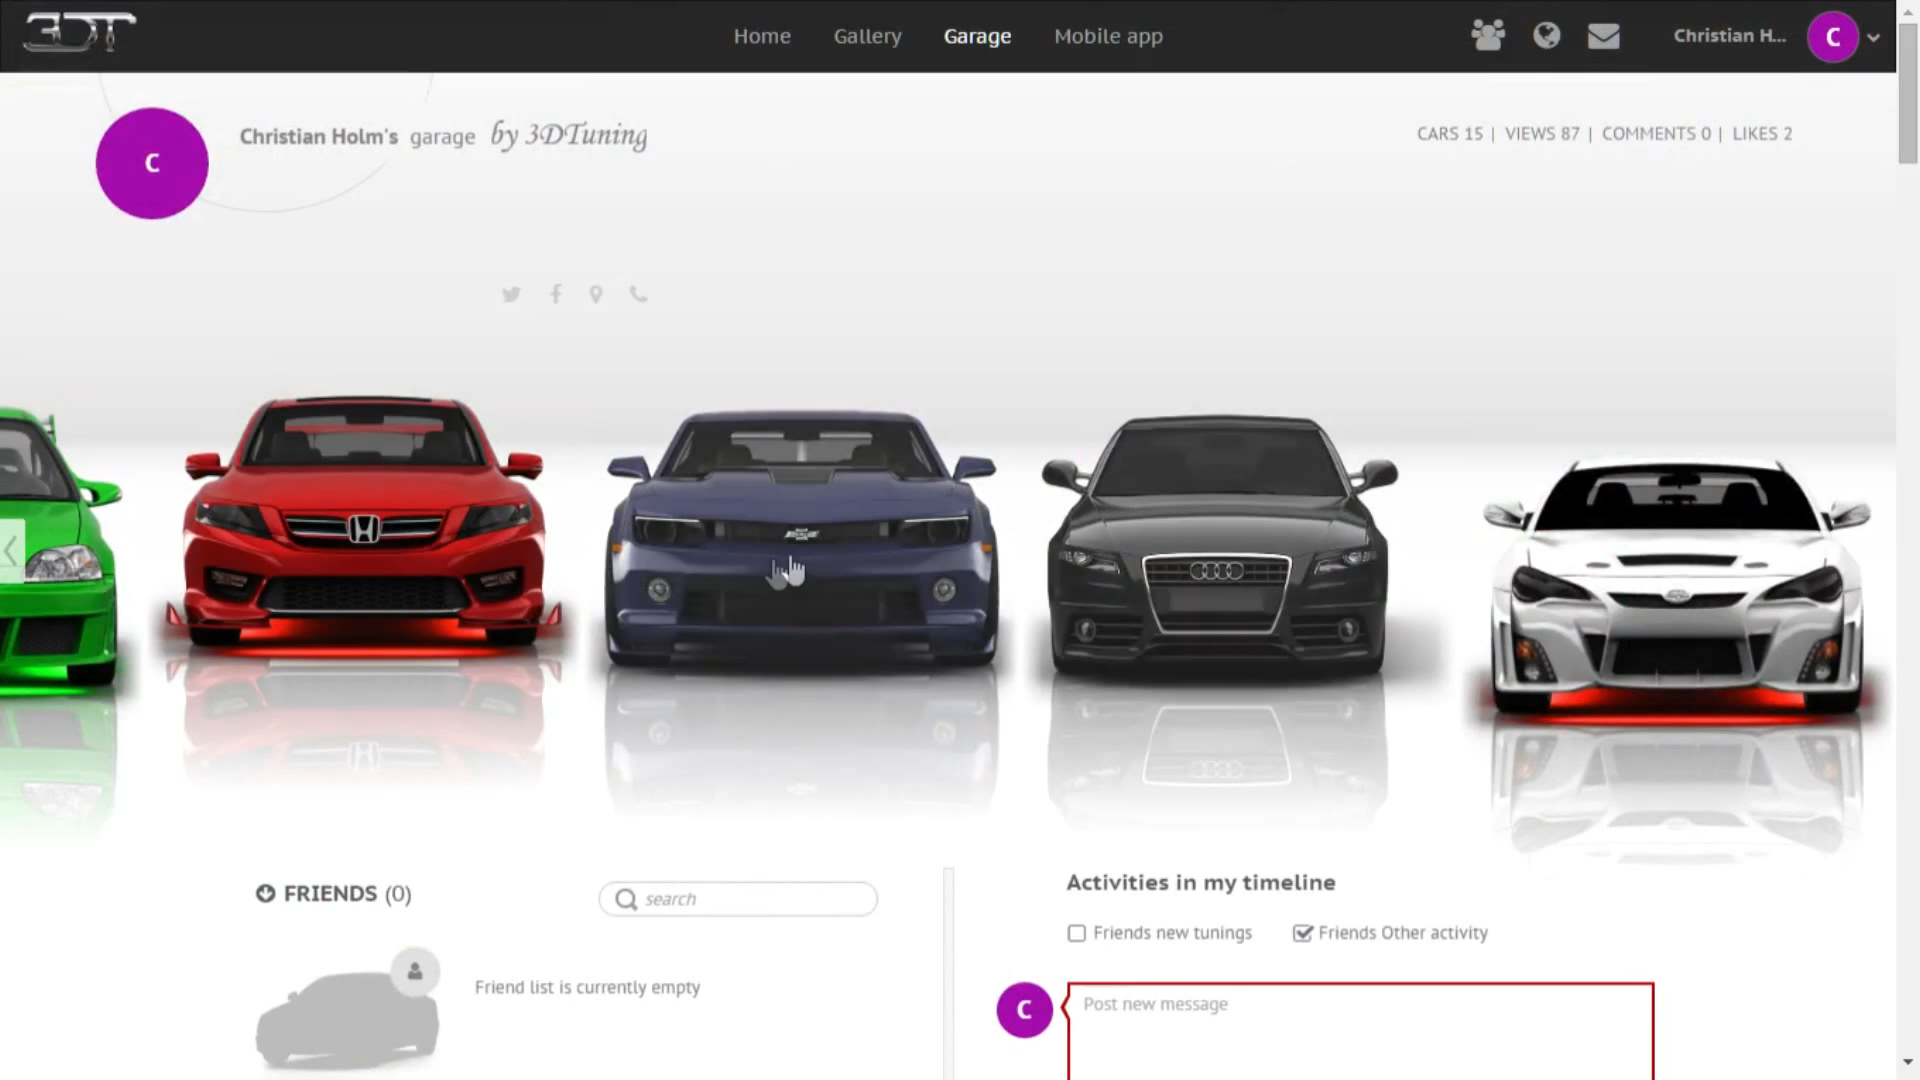 3DT
Home Gallery Garage Mobile app
Christian H... C
C
Christian Holm's garage by 3DTuning
CARS 15 | VIEWS 87 | COMMENTS 0 | LIKES 2
FRIENDS (0)
search
Friend list is currently empty
Activities in my timeline
Friends new tunings Friends Other activity
C
Post new message